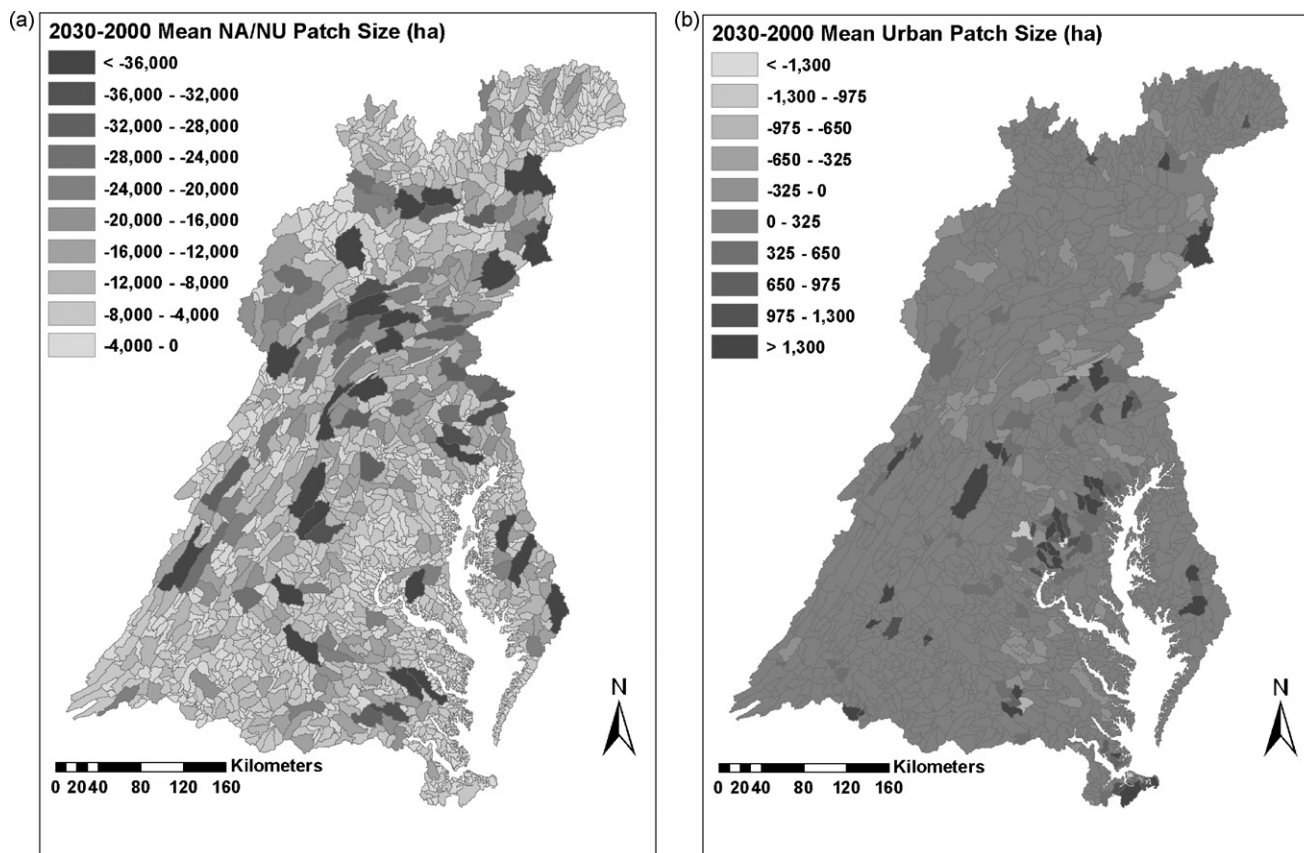 (a)
2030-2000 Mean NA/NU Patch Size (ha)
< -36,000
-36,000 - -32,000
-32,000 - -28,000
-28,000 - -24,000
-24,000 - -20,000
-20,000 - -16,000
-16,000 - -12,000
-12,000 - -8,000
-8,000 - -4,000
-4,000 - 0
N
Kilometers
0 20 40 80 120 160
(b)
2030-2000 Mean Urban Patch Size (ha)
< -1,300
-1,300 - -975
-975 - -650
-650 - -325
-325 - 0
0 - 325
325 - 650
650 - 975
975 - 1,300
> 1,300
N
Kilometers
0 20 40 80 120 160